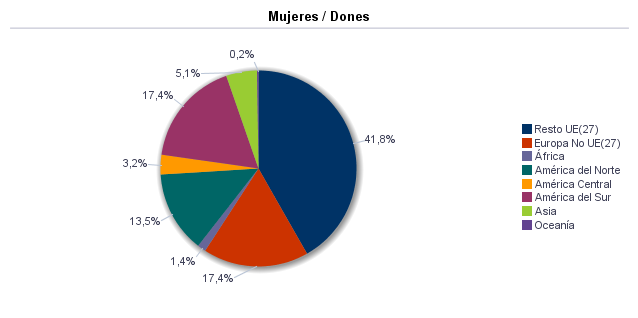 Mujeres / Dones
0,2%
5,1%
17,4%
41,8%
3,2%
13,5%
1,4%
17,4%
Resto UE(27)
Europa No UE(27)
África
América del Norte
América Central
América del Sur
Asia
Oceanía